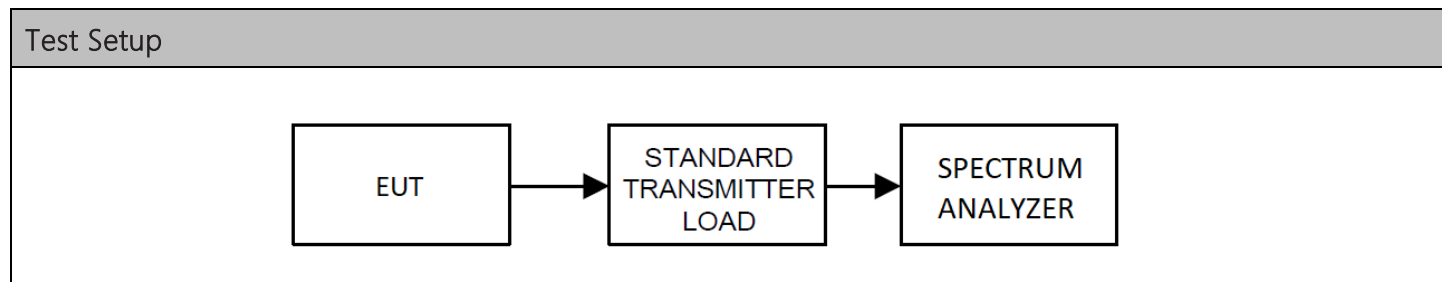 Test Setup
EUT
STANDARD
TRANSMITTER
LOAD
SPECTRUM
ANALYZER